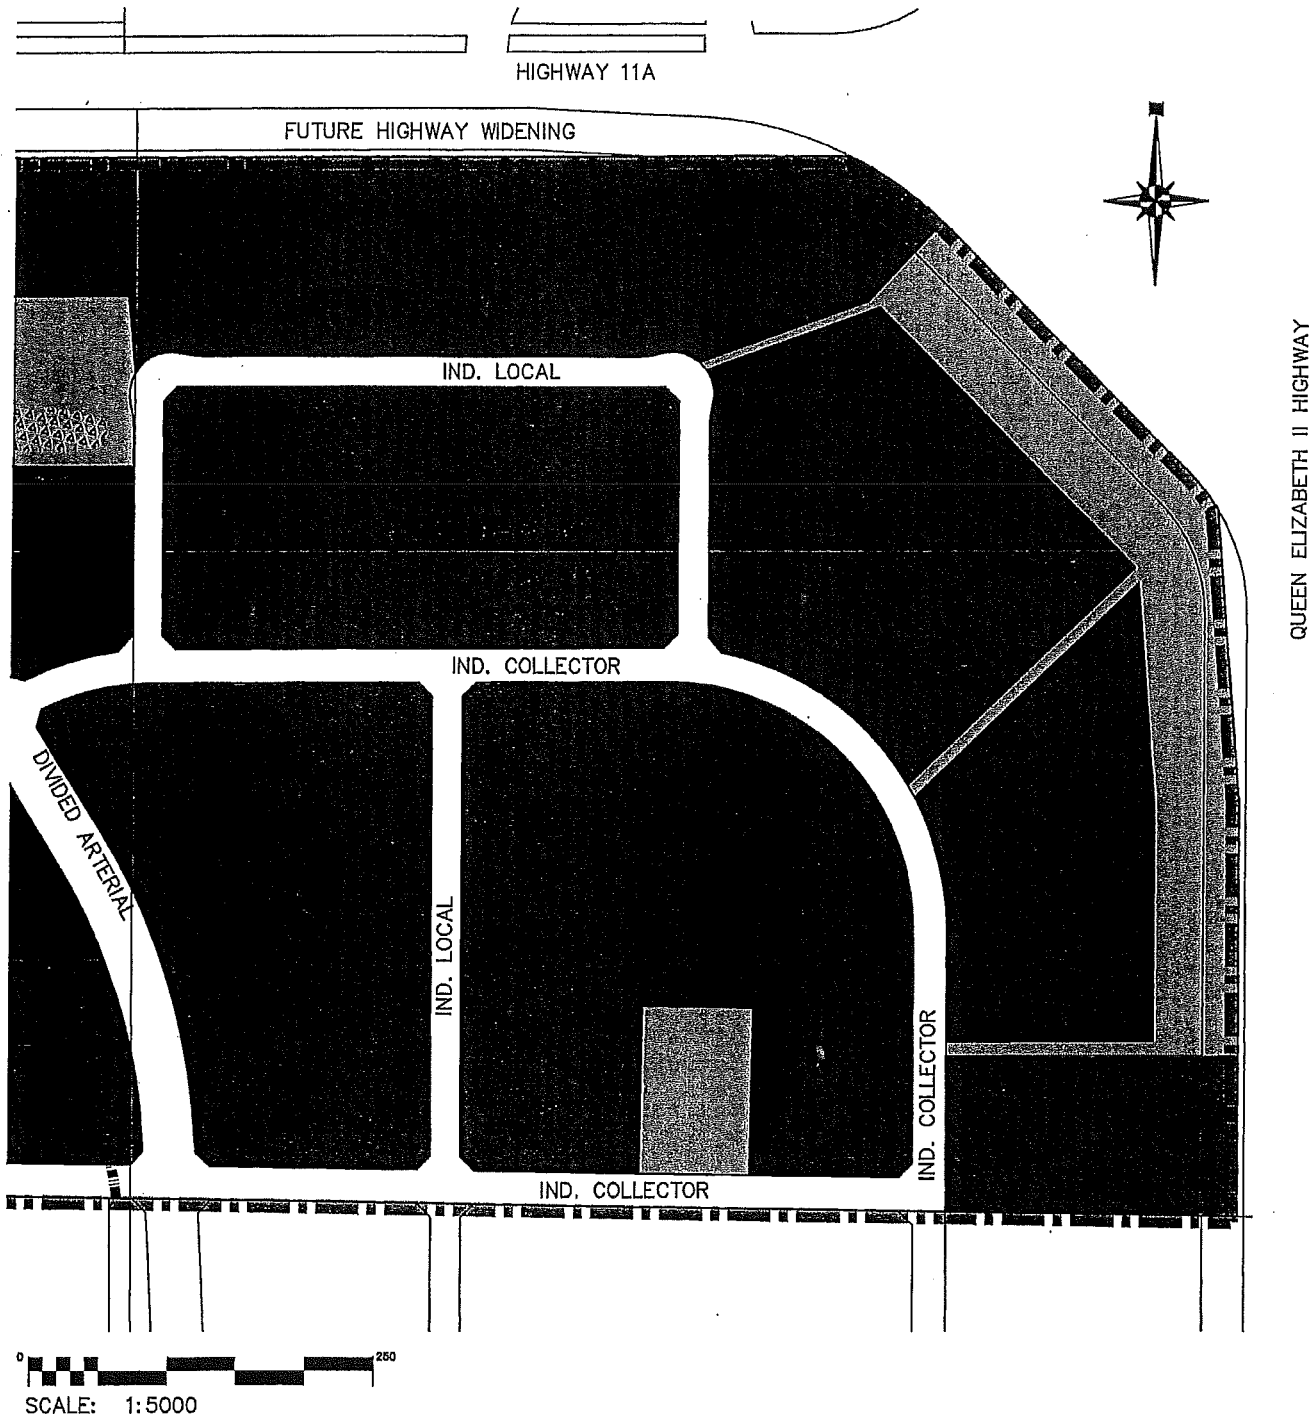 HIGHWAY 11A
FUTURE HIGHWAY WIDENING
QUEEN ELIZABETH II HIGHWAY
IND. LOCAL
IND. COLLECTOR
DIVIDED ARTERIAL
IND. LOCAL
IND. COLLECTOR
IND. COLLECTOR
0 250
SCALE: 1:5000